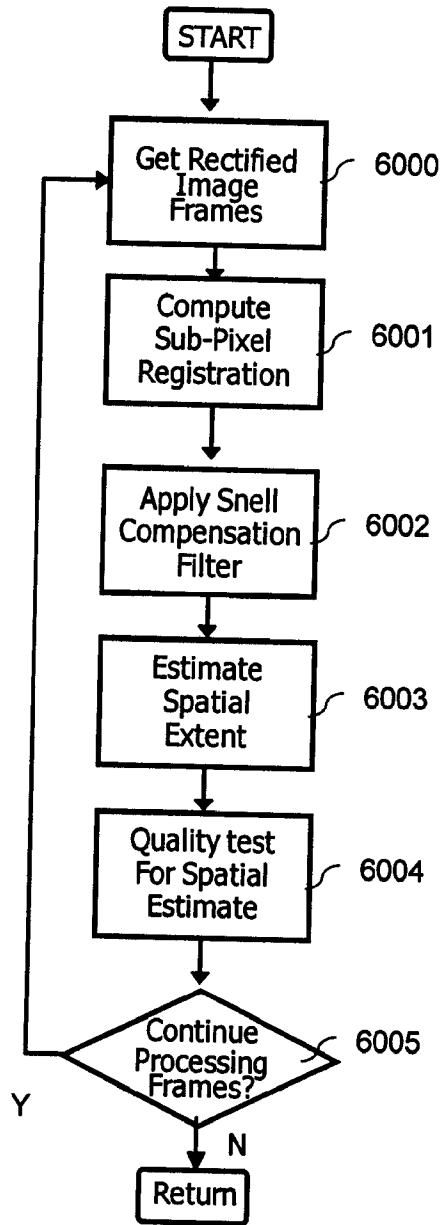 START
Get Rectified
Image
Frames
6000
Compute
Sub-Pixel
Registration
6001
Apply Snell
Compensation
Filter
6002
Estimate
Spatial
Extent
6003
Quality test
For Spatial
Estimate
6004
Continue
Processing
Frames?
6005
Y
N
Return